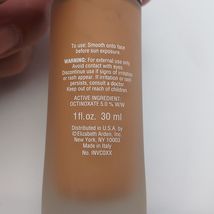 To use: Smooth onto face
before sun exposure.
WARNING: For external use only.
Avoid contact with eyes.
Discontinue use if signs of irritation
or rash appear. If irritation or rash
persists, consult a doctor.
Keep out of reach of children.
ACTIVE INGREDIENT:
OCTINOXATE 5.0 % W/W
1fl.oz. 30 ml
Distributed in U.S.A. by
©Elizabeth Arden, Inc.
New York, NY 10003
Made in Italy
No. INVC0XX